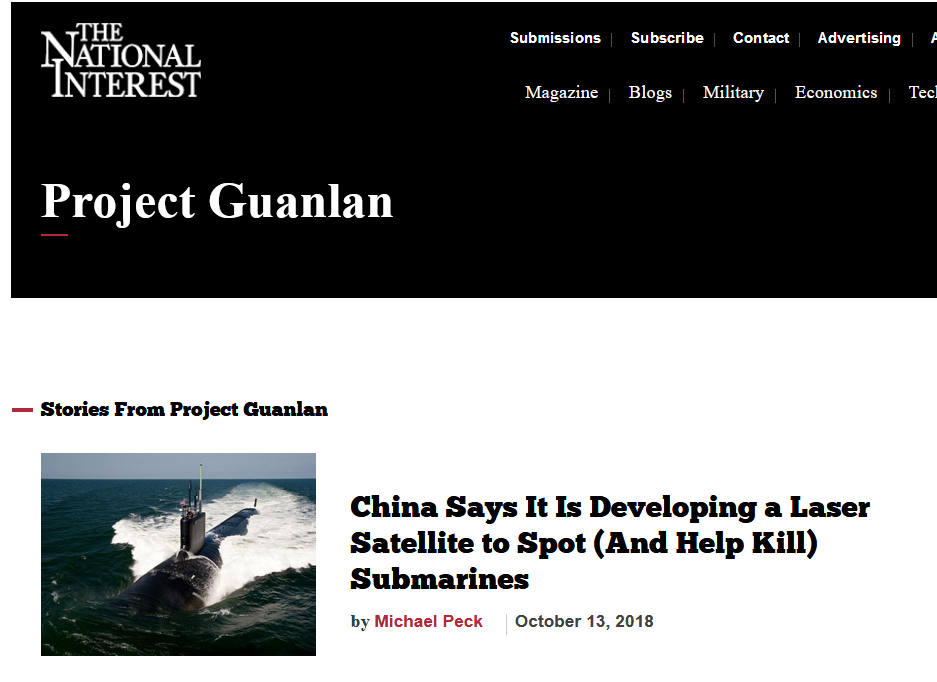 THE
NATIONAL
INTEREST
Submissions | Subscribe | Contact | Advertising |
Magazine | Blogs | Military | Economics |
Project Guanlan
Stories From Project Guanlan
China Says It Is Developing a Laser
Satellite to Spot (And Help Kill)
Submarines
by Michael Peck | October 13, 2018